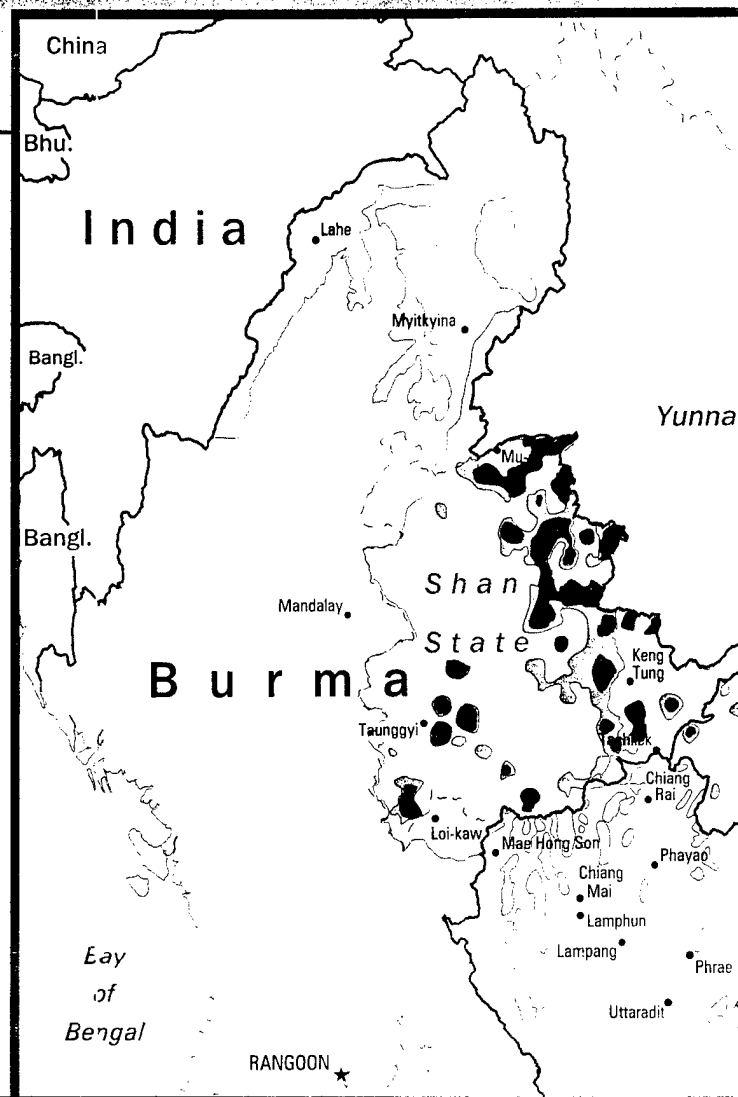 China
Bhu.
India
Lahe
Myitkyina
Bangl.
Yunna
Mu-
Bangl.
Shan
State
Mandalay
Keng
Tung
Burma
Taunggyi
Chiang
Rai
Loi-kaw
Mae Hong Son
Phayao
Chiang
Mai
Lamphun
Lampang
Phrae
Bay
of
Bengal
Uttaradit
RANGOON